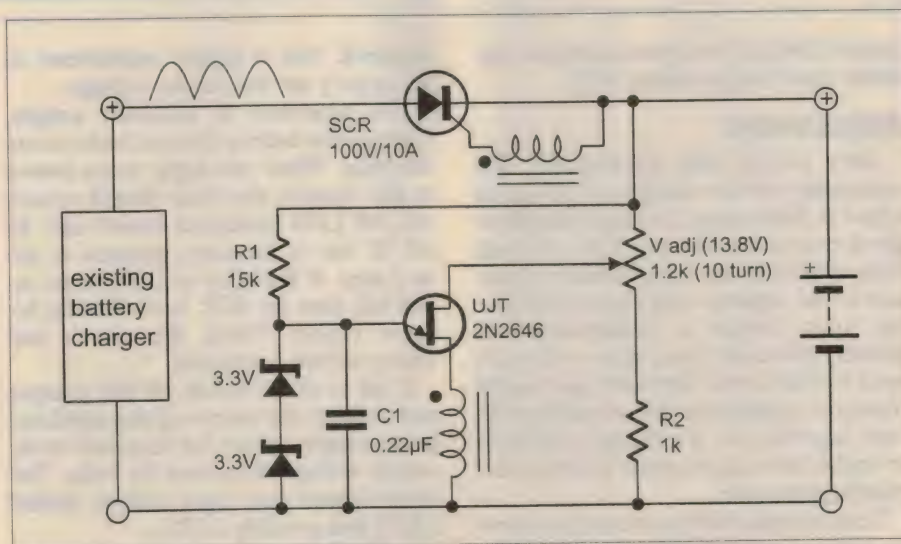 SCR
100V/10A
R1
15k
V adj (13.8V)
1.2k (10 turn)
existing
battery
charger
UJT
2N2646
3.3V
C1
0.22µF
3.3V
R2
1k